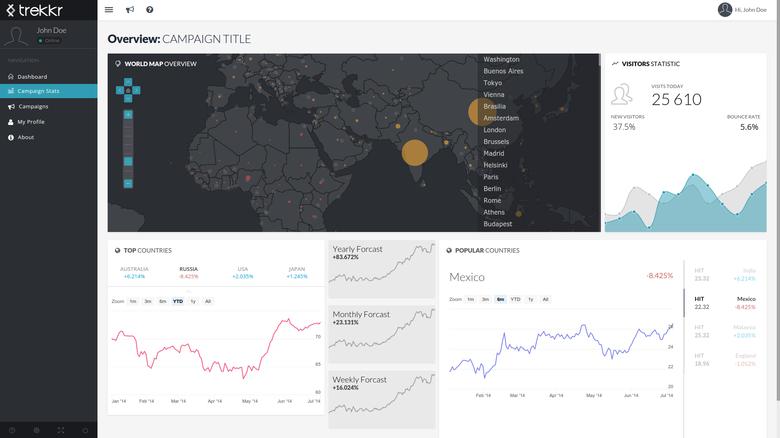 trekkr
Hi, John Doe
John Doe
Online
NAVIGATION
Dashboard
Campaign Stats
Campaigns
My Profile
About
Overview: CAMPAIGN TITLE
WORLD MAP OVERVIEW
Washington
Buenos Aires
Tokyo
Vienna
Brasilia
Amsterdam
London
Brussels
Madrid
Helsinki
Paris
Berlin
Rome
Athens
Budapest
VISITORS STATISTIC
VISITS TODAY
25 610
NEW VISITORS
37.5%
BOUNCE RATE
5.6%
TOP COUNTRIES
AUSTRALIA
+6.214%
RUSSIA
-8.425%
USA
+2.035%
JAPAN
+1.245%
Zoom 1m 3m 6m YTD 1y All
70
65
60
Jan '14 Feb '14 Mar '14 Apr '14 May '14 Jun '14 Jul '14
Yearly Forcast
+83.672%
Monthly Forcast
+23.131%
Weekly Forcast
+16.024%
POPULAR COUNTRIES
Mexico
-8.425%
Zoom 1m 3m 6m YTD 1y All
26
24
22
20
Feb '14 Mar '14 Apr '14 May '14 Jun '14 Jul '14
HIT India
25.32 +6.214%
HIT Mexico
22.32 -8.425%
HIT
25.32 +2.035%
HIT England
18.95 -1.052%